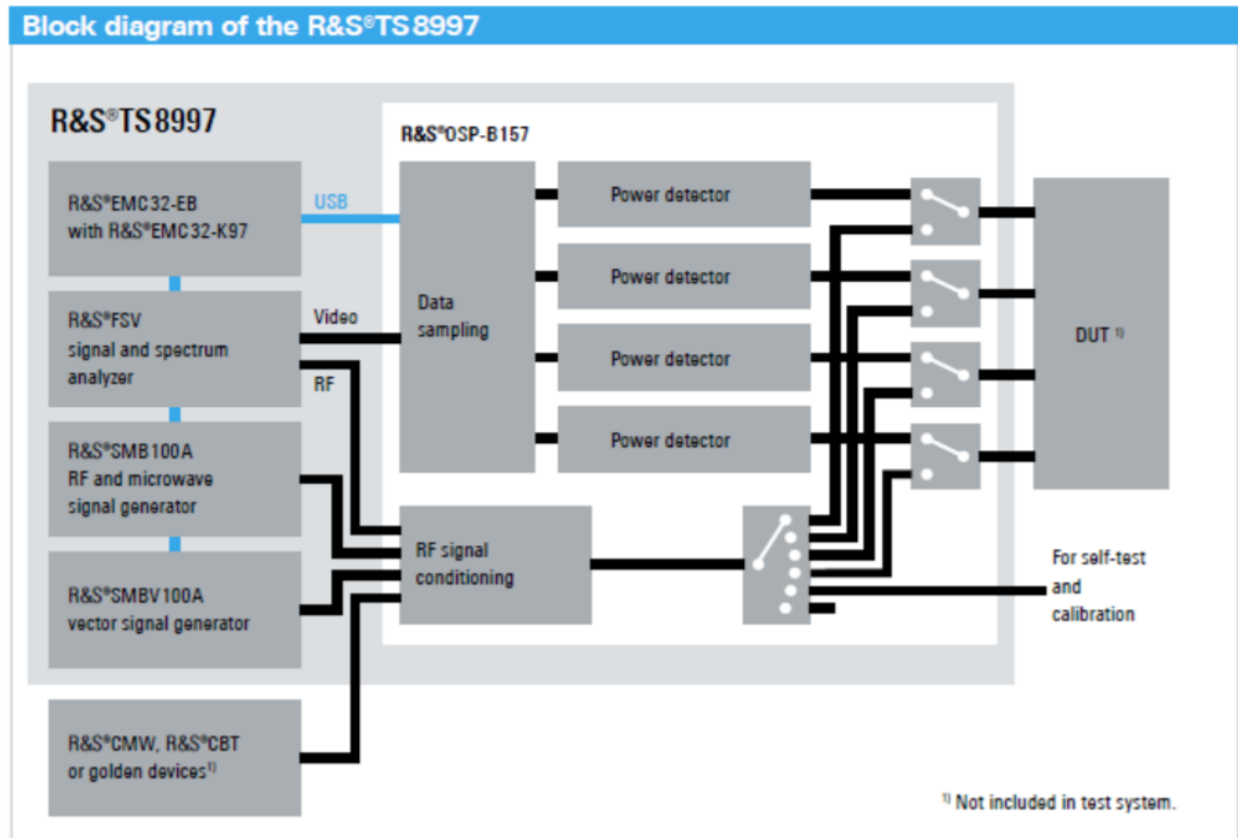 Block diagram of the R&S®TS8997
R&S®TS8997
R&S®OSP-B157
R&S®EMC32-EB
with R&S®EMC32-K97
USB
R&S®FSV
signal and spectrum
analyzer
Video
RF
R&S®SMB100A
RF and microwave
signal generator
R&S®SMBV100A
vector signal generator
R&S®CMW, R&S®CBT
or golden devices¹⁾
Data
sampling
Power detector
Power detector
Power detector
Power detector
RF signal
conditioning
DUT ¹⁾
For self-test
and
calibration
¹⁾ Not included in test system.